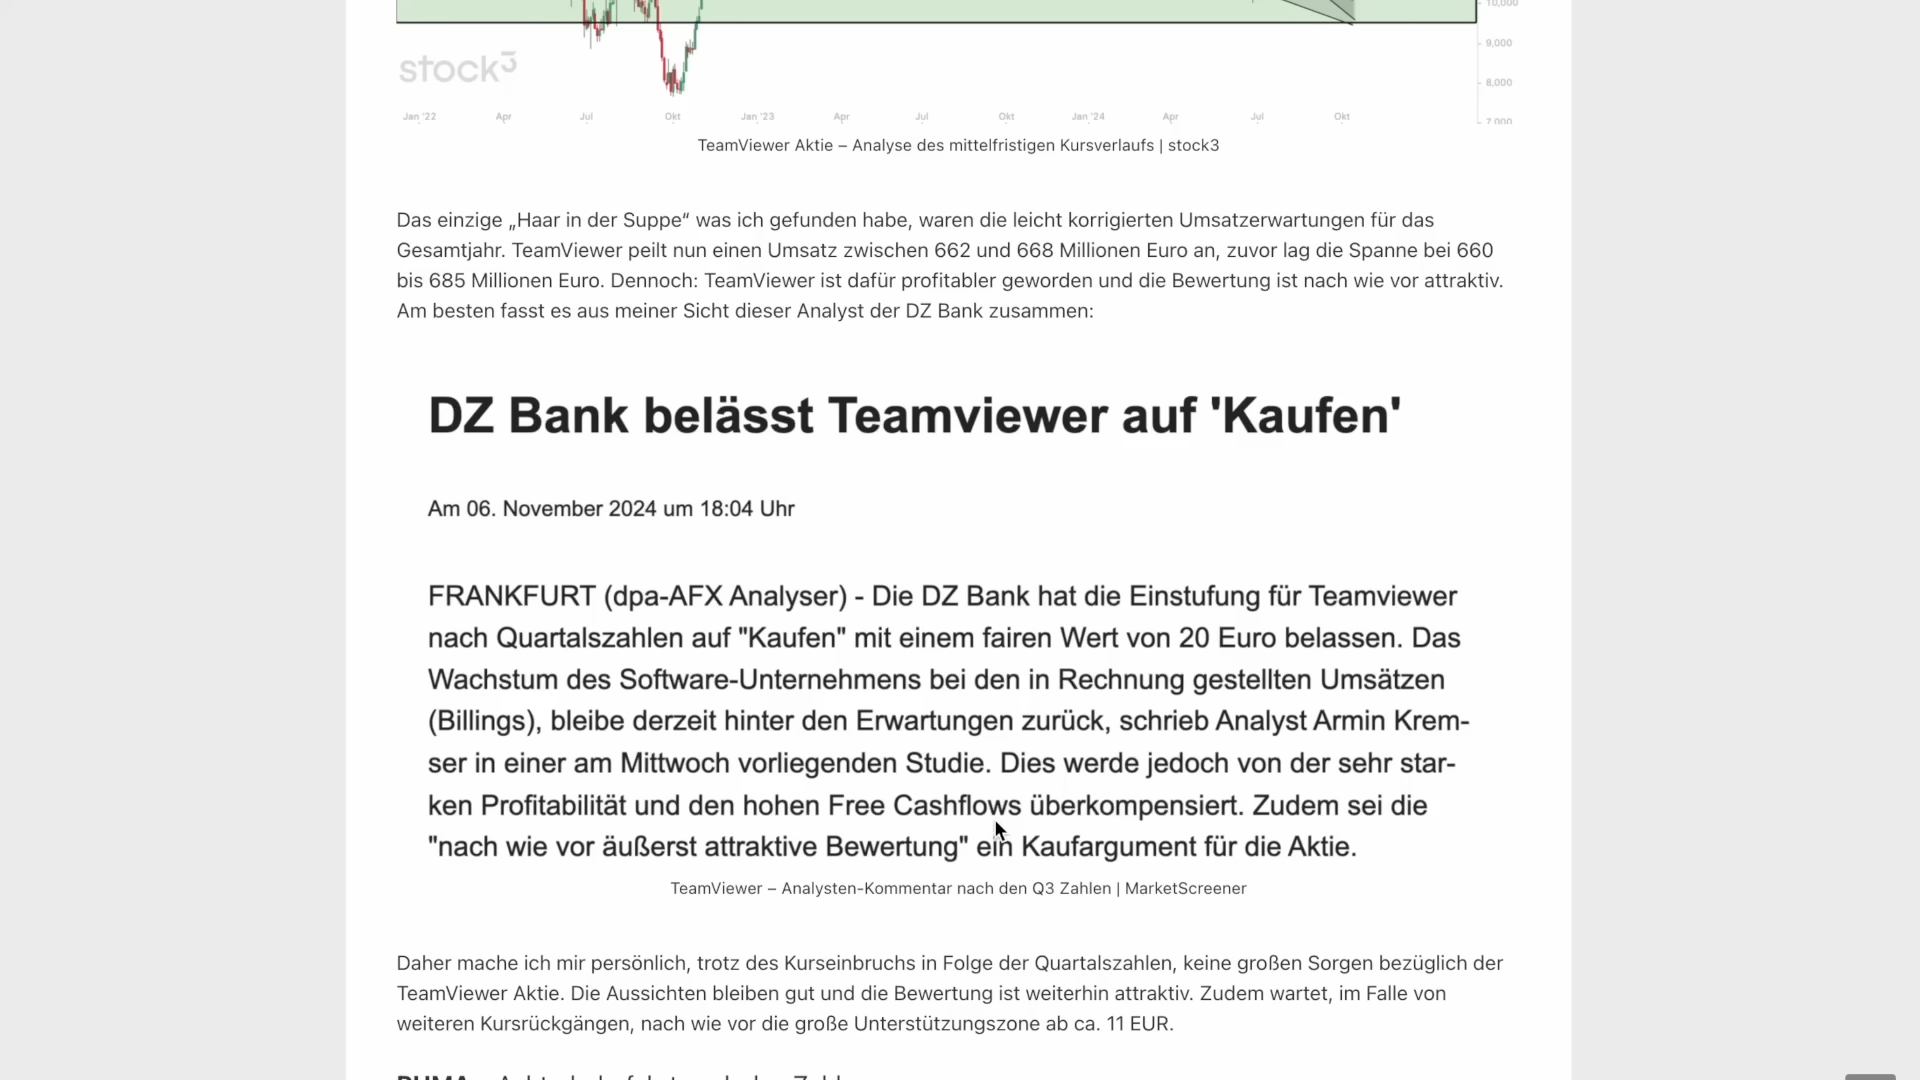 10,000
9,000
stock3
8,000
7,000
Jan '22 Apr Jul Okt Jan '23 Apr Jul Okt Jan '24 Apr Jul Okt
TeamViewer Aktie – Analyse des mittelfristigen Kursverlaufs | stock3
Das einzige „Haar in der Suppe“ was ich gefunden habe, waren die leicht korrigierten Umsatzerwartungen für das
Gesamtjahr. TeamViewer peilt nun einen Umsatz zwischen 662 und 668 Millionen Euro an, zuvor lag die Spanne bei 660
bis 685 Millionen Euro. Dennoch: TeamViewer ist dafür profitabler geworden und die Bewertung ist nach wie vor attraktiv.
Am besten fasst es aus meiner Sicht dieser Analyst der DZ Bank zusammen:
DZ Bank belässt Teamviewer auf 'Kaufen'
Am 06. November 2024 um 18:04 Uhr
FRANKFURT (dpa-AFX Analyser) - Die DZ Bank hat die Einstufung für Teamviewer
nach Quartalszahlen auf "Kaufen" mit einem fairen Wert von 20 Euro belassen. Das
Wachstum des Software-Unternehmens bei den in Rechnung gestellten Umsätzen
(Billings), bleibe derzeit hinter den Erwartungen zurück, schrieb Analyst Armin Krem-
ser in einer am Mittwoch vorliegenden Studie. Dies werde jedoch von der sehr star-
ken Profitabilität und den hohen Free Cashflows überkompensiert. Zudem sei die
"nach wie vor äußerst attraktive Bewertung" ein Kaufargument für die Aktie.
TeamViewer – Analysten-Kommentar nach den Q3 Zahlen | MarketScreener
Daher mache ich mir persönlich, trotz des Kurseinbruchs in Folge der Quartalszahlen, keine großen Sorgen bezüglich der
TeamViewer Aktie. Die Aussichten bleiben gut und die Bewertung ist weiterhin attraktiv. Zudem wartet, im Falle von
weiteren Kursrückgängen, nach wie vor die große Unterstützungszone ab ca. 11 EUR.